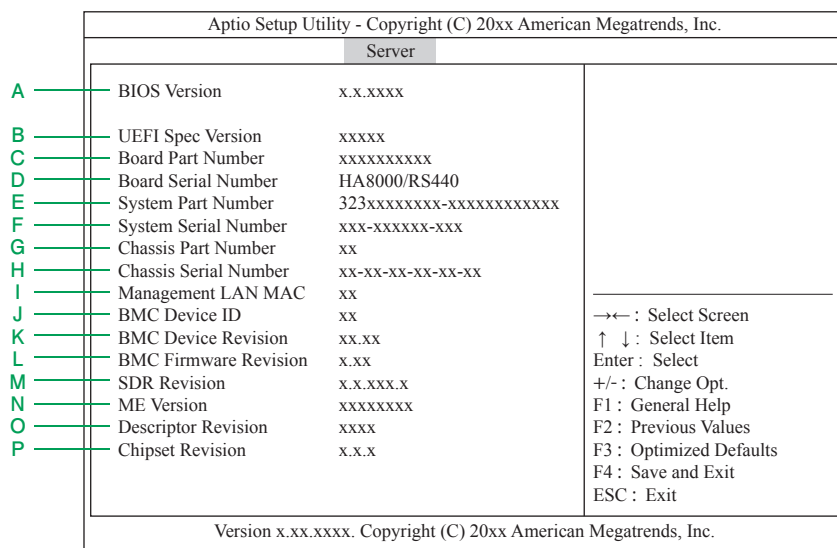 Aptio Setup Utility - Copyright (C) 20xx American Megatrends, Inc.
Server
A BIOS Version x.x.xxxx
B UEFI Spec Version xxxxx
C Board Part Number xxxxxxxxxx
D Board Serial Number HA8000/RS440
E System Part Number 323xxxxxxxx-xxxxxxxxxxxx
F System Serial Number xxx-xxxxxx-xxx
G Chassis Part Number xx
H Chassis Serial Number xx-xx-xx-xx-xx-xx
I Management LAN MAC xx
J BMC Device ID xx
K BMC Device Revision xx.xx
L BMC Firmware Revision x.xx
M SDR Revision x.x.xxx.x
N ME Version xxxxxxxx
O Descriptor Revision xxxx
P Chipset Revision x.x.x
→← : Select Screen
↑ ↓ : Select Item
Enter : Select
+/- : Change Opt.
F1 : General Help
F2 : Previous Values
F3 : Optimized Defaults
F4 : Save and Exit
ESC : Exit
Version x.xx.xxxx. Copyright (C) 20xx American Megatrends, Inc.